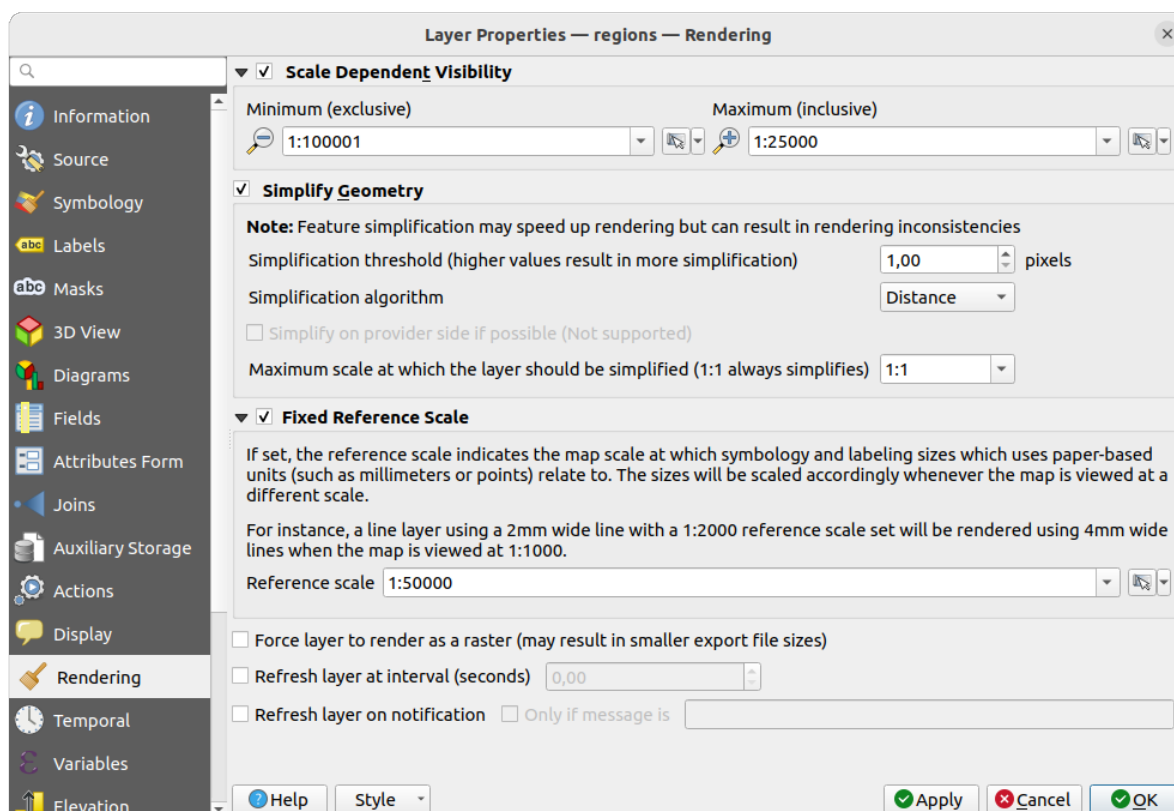 Layer Properties — regions — Rendering
Information
Source
Symbology
abc Labels
abc Masks
3D View
Diagrams
Fields
Attributes Form
Joins
Auxiliary Storage
Actions
Display
Rendering
Temporal
Variables
Elevation
Scale Dependent Visibility
Minimum (exclusive) Maximum (inclusive)
1:100001 1:25000
Simplify Geometry
Note: Feature simplification may speed up rendering but can result in rendering inconsistencies
Simplification threshold (higher values result in more simplification) 1,00 pixels
Simplification algorithm Distance
Simplify on provider side if possible (Not supported)
Maximum scale at which the layer should be simplified (1:1 always simplifies) 1:1
Fixed Reference Scale
If set, the reference scale indicates the map scale at which symbology and labeling sizes which uses paper-based
units (such as millimeters or points) relate to. The sizes will be scaled accordingly whenever the map is viewed at a
different scale.
For instance, a line layer using a 2mm wide line with a 1:2000 reference scale set will be rendered using 4mm wide
lines when the map is viewed at 1:1000.
Reference scale 1:50000
Force layer to render as a raster (may result in smaller export file sizes)
Refresh layer at interval (seconds) 0,00
Refresh layer on notification Only if message is
Help Style Apply Cancel OK